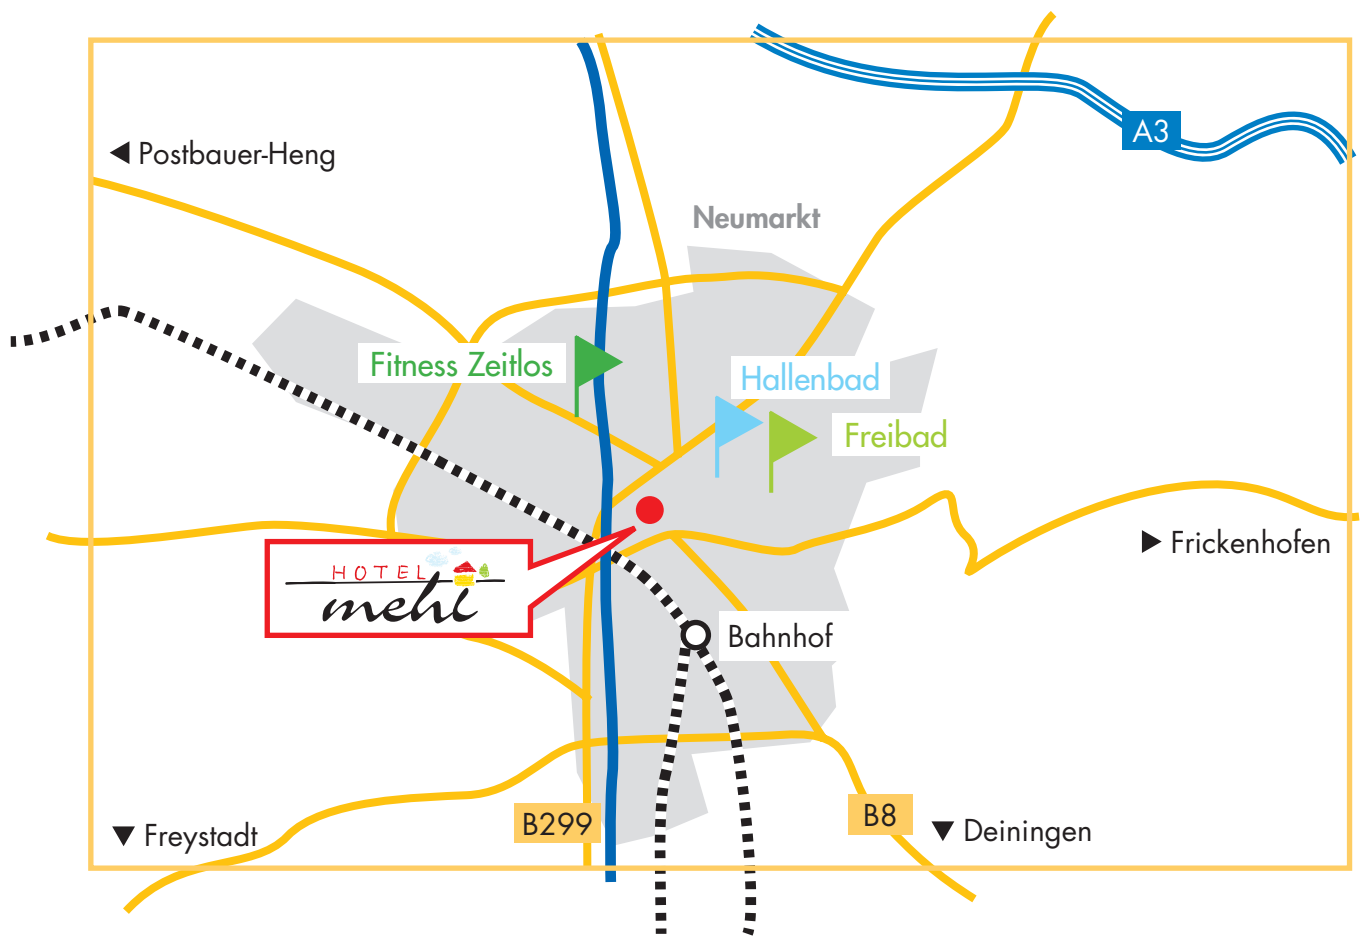 A3
Postbauer-Heng
Neumarkt
Fitness Zeitlos
Hallenbad
Freibad
Frickenhofen
HOTEL
mehl
Bahnhof
B299
B8
Freystadt
Deiningen